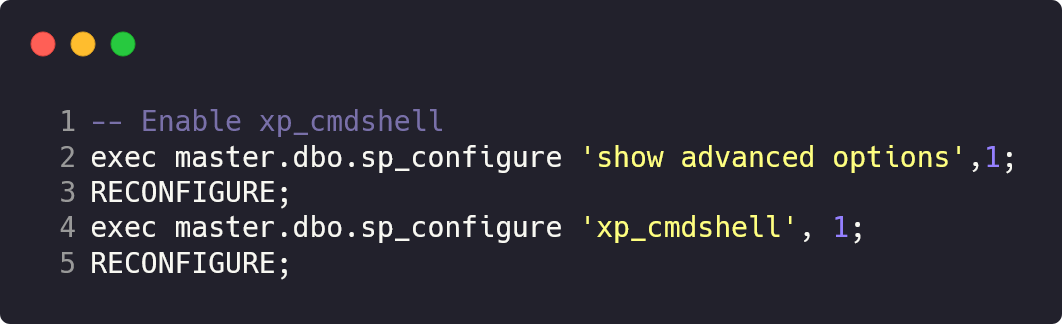 1 -- Enable xp_cmdshell
2 exec master.dbo.sp_configure 'show advanced options',1;
3 RECONFIGURE;
4 exec master.dbo.sp_configure 'xp_cmdshell', 1;
5 RECONFIGURE;